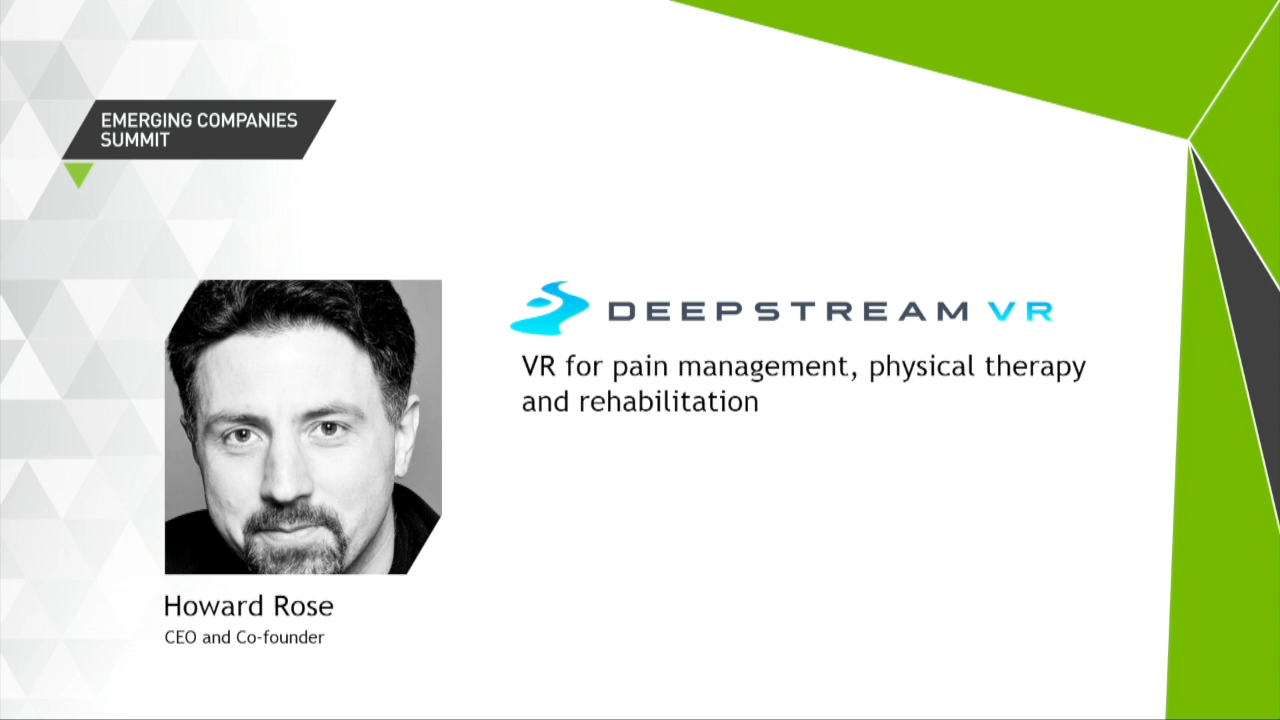 EMERGING COMPANIES
SUMMIT
DEEPSTREAM VR
VR for pain management, physical therapy
and rehabilitation
Howard Rose
CEO and Co-founder